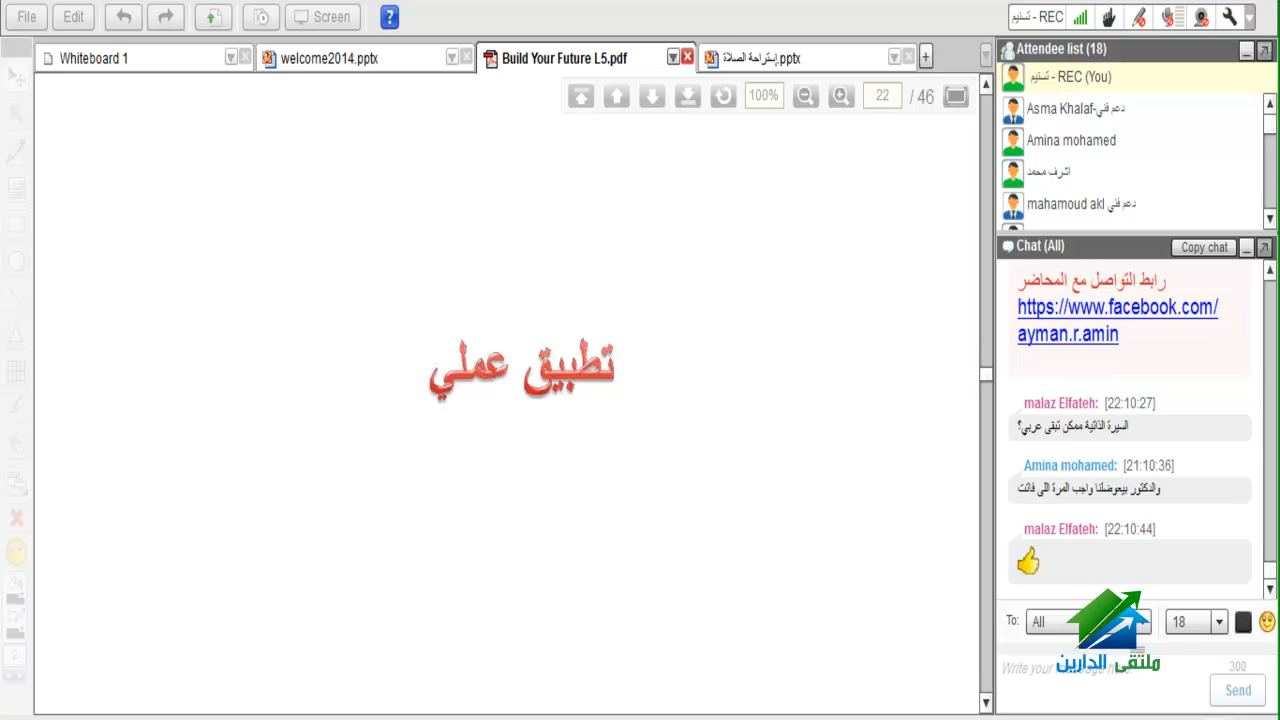 File Edit Screen ?
تسنيم - REC
Whiteboard 1 welcome2014.pptx Build Your Future L5.pdf إستراحة الصلاة.pptx +
100% 22 / 46
تطبيق عملي
Attendee list (18)
تسنيم - REC (You)
Asma Khalaf-دعم فني
Amina mohamed
اشرف محمد
mahamoud akl دعم فني
Chat (All) Copy chat
رابط التواصل مع المحاضر
https://www.facebook.com/
ayman.r.amin
malaz Elfateh: [22:10:27]
السيرة الذاتية ممكن تبقى عربي؟
Amina mohamed: [21:10:36]
والدكتور بيعوضلنا واجب المرة اللى فاتت
malaz Elfateh: [22:10:44]
To: All 18
ملتقى الدارين
Write your
300
Send
2